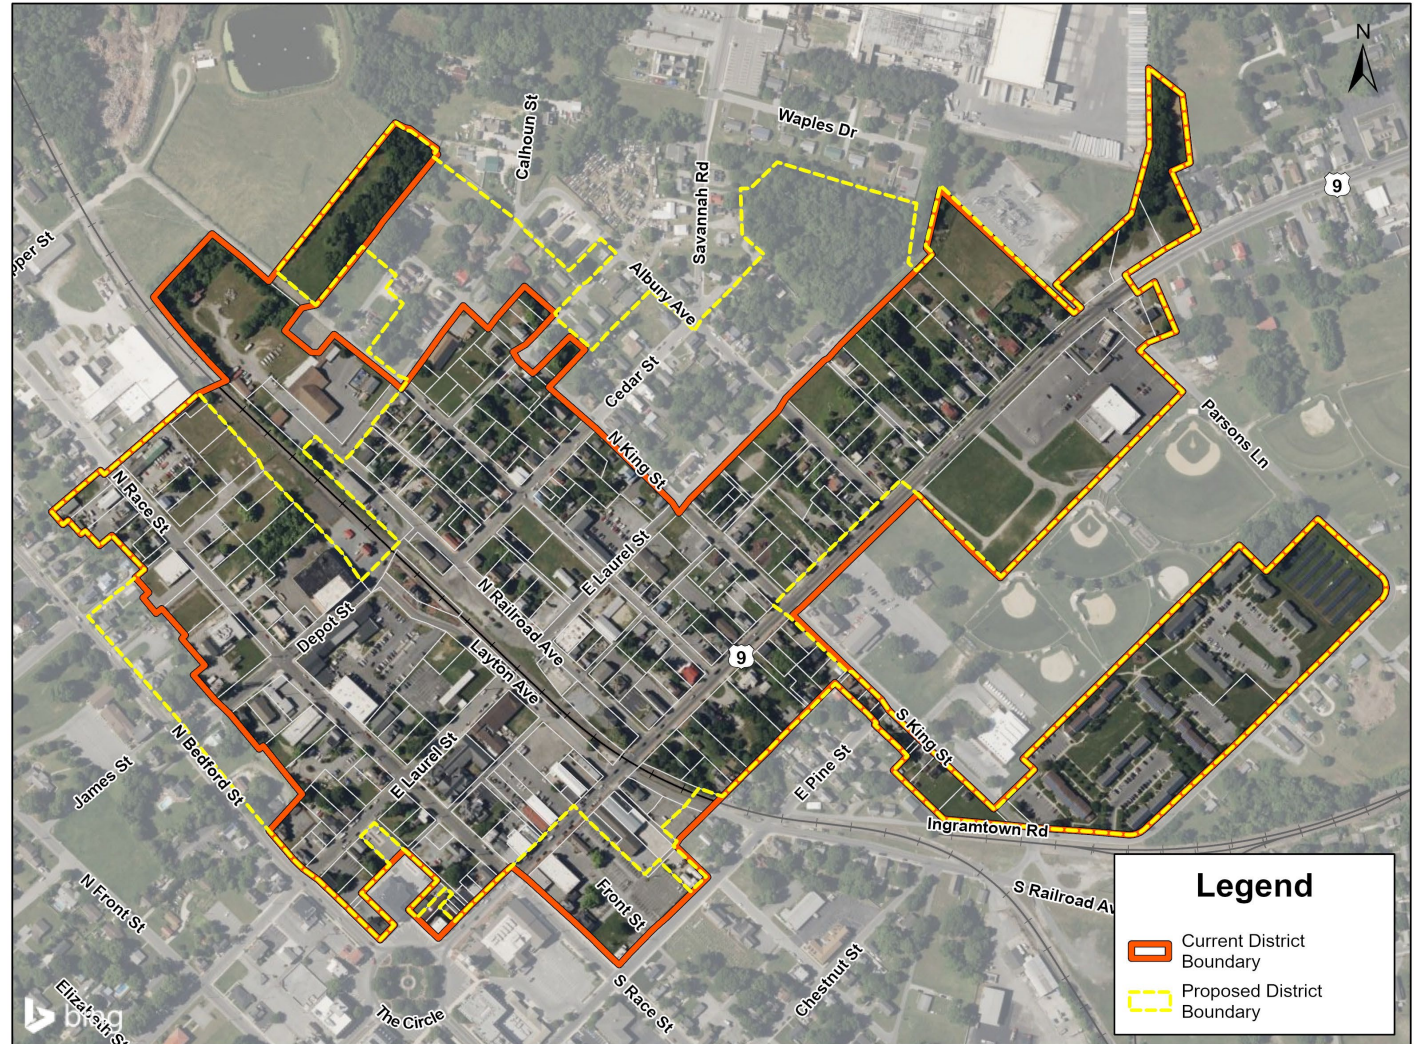 N
Calhoun St
Waples Dr
Savannah Rd
9
pper St
Albury Ave
Cedar St
Parsons Ln
N Race St
N King St
E Laurel St
N Railroad Ave
Depot St
Layton Ave
9
S King St
N Bedford St
James St
E Laurel St
E Pine St
Ingramtown Rd
N Front St
Front St
S Railroad Av
Chestnut St
S Race St
The Circle
Elizabeth St
bing
Legend
Current District
Boundary
Proposed District
Boundary